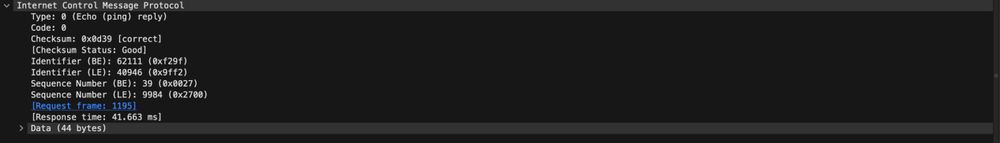 Internet Control Message Protocol
Type: 0 (Echo (ping) reply)
Code: 0
Checksum: 0x0d39 [correct]
[Checksum Status: Good]
Identifier (BE): 62111 (0xf29f)
Identifier (LE): 40946 (0x9ff2)
Sequence Number (BE): 39 (0x0027)
Sequence Number (LE): 9984 (0x2700)
[Request frame: 1195]
[Response time: 41.663 ms]
Data (44 bytes)